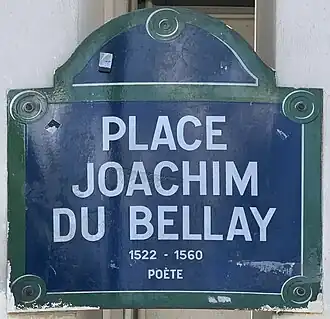 PLACE
JOACHIM
DU BELLAY
1522 - 1560
POÈTE